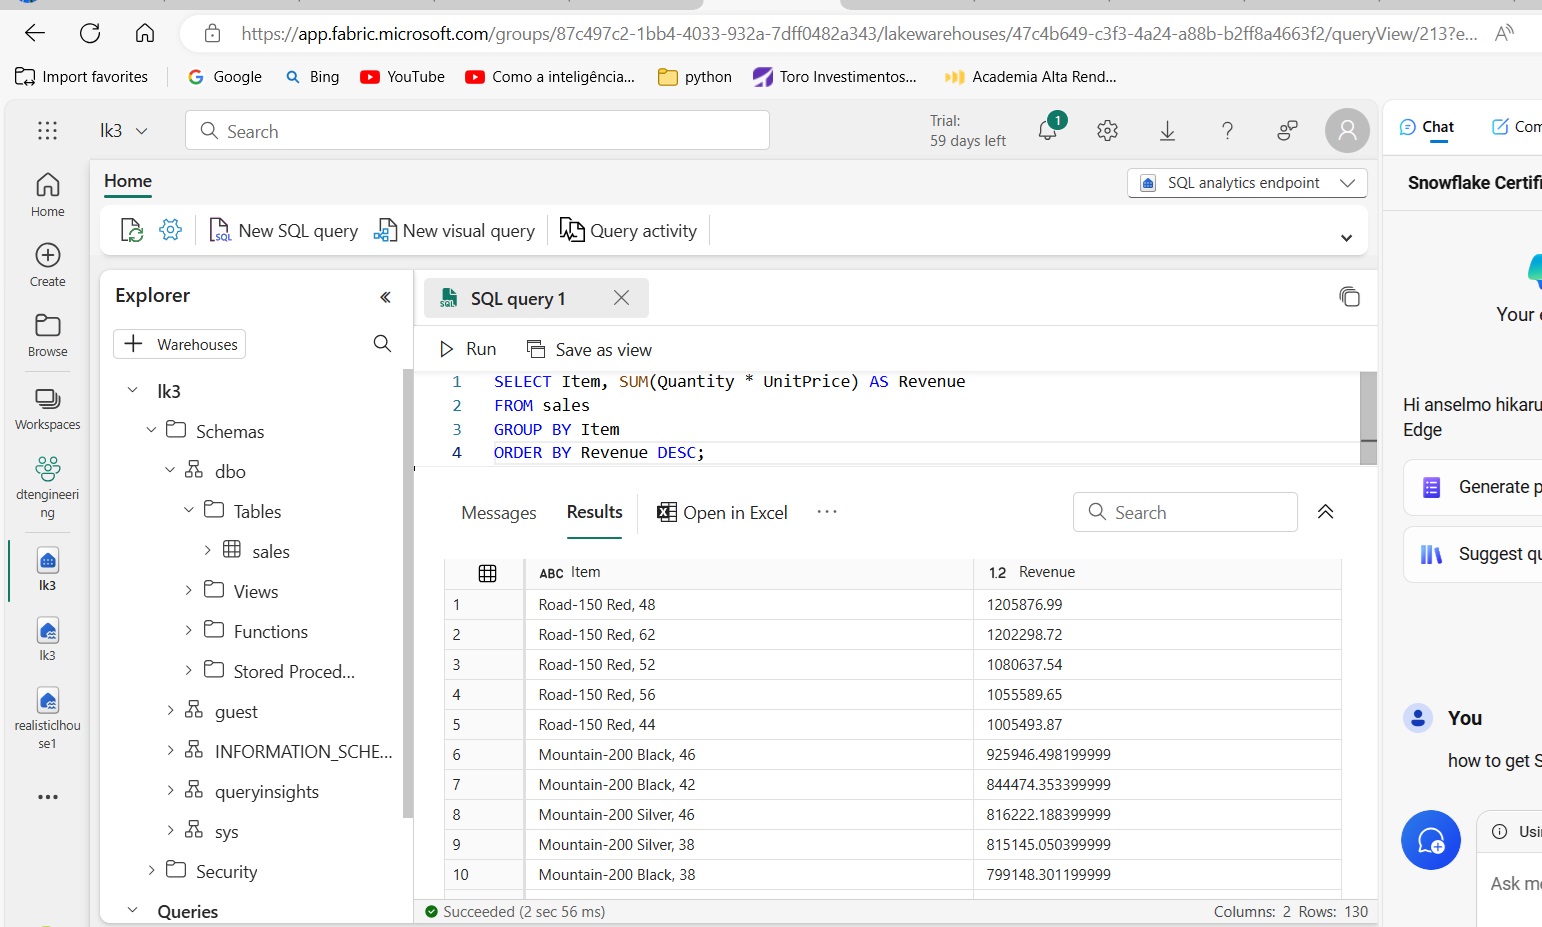 https://app.fabric.microsoft.com/groups/87c497c2-1bb4-4033-932a-7dff0482a343/lakewarehouses/47c4b649-c3f3-4a24-a88b-b2ff8a4663f2/queryView/213?e...
Import favorites
Google
Bing
YouTube
Como a inteligência...
python
Toro Investimentos...
Academia Alta Rend...
lk3
Search
Trial:
59 days left
1
Home
SQL analytics endpoint
New SQL query
New visual query
Query activity
Home
Create
Browse
Workspaces
dtengineeri
ng
lk3
lk3
realisticlhou
se1
Explorer
Warehouses
lk3
Schemas
dbo
Tables
sales
Views
Functions
Stored Proced...
guest
INFORMATION_SCHE...
queryinsights
sys
Security
Queries
SQL query 1
Run
Save as view
1 SELECT Item, SUM(Quantity * UnitPrice) AS Revenue
2 FROM sales
3 GROUP BY Item
4 ORDER BY Revenue DESC;
Messages
Results
Open in Excel
Search
ABC Item 1.2 Revenue
1 Road-150 Red, 48 1205876.99
2 Road-150 Red, 62 1202298.72
3 Road-150 Red, 52 1080637.54
4 Road-150 Red, 56 1055589.65
5 Road-150 Red, 44 1005493.87
6 Mountain-200 Black, 46 925946.498199999
7 Mountain-200 Black, 42 844474.353399999
8 Mountain-200 Silver, 46 816222.188399999
9 Mountain-200 Silver, 38 815145.050399999
10 Mountain-200 Black, 38 799148.301199999
Succeeded (2 sec 56 ms)
Columns: 2 Rows: 130
Chat
Com
Snowflake Certifi
Your e
Hi anselmo hikaru
Edge
Generate p
Suggest qu
You
how to get S
Usi
Ask me